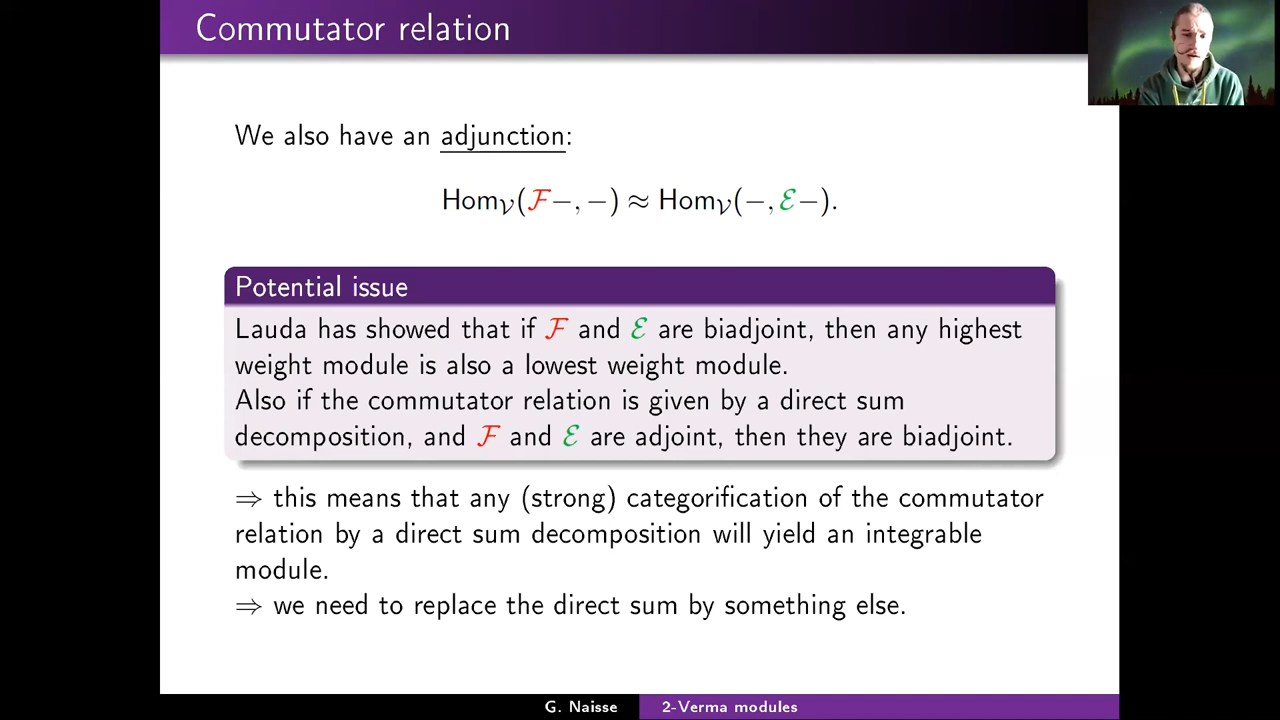 Commutator relation
We also have an adjunction:
Hom𝒱(ℱ−, −) ≈ Hom𝒱(−, ℰ−).
Potential issue
Lauda has showed that if ℱ and ℰ are biadjoint, then any highest
weight module is also a lowest weight module.
Also if the commutator relation is given by a direct sum
decomposition, and ℱ and ℰ are adjoint, then they are biadjoint.
⇒ this means that any (strong) categorification of the commutator
relation by a direct sum decomposition will yield an integrable
module.
⇒ we need to replace the direct sum by something else.
G. Naisse 2-Verma modules